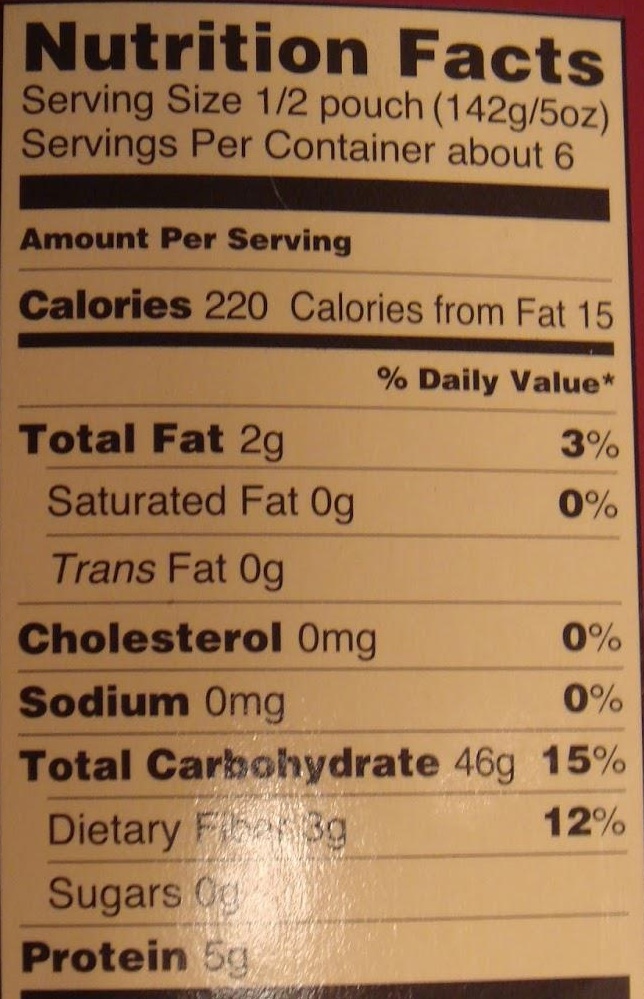 Nutrition Facts
Serving Size 1/2 pouch (142g/5oz)
Servings Per Container about 6
Amount Per Serving
Calories 220 Calories from Fat 15
% Daily Value*
Total Fat 2g 3%
Saturated Fat 0g 0%
Trans Fat 0g
Cholesterol 0mg 0%
Sodium 0mg 0%
Total Carbohydrate 46g 15%
Dietary Fiber 3g 12%
Sugars 0g
Protein 5g